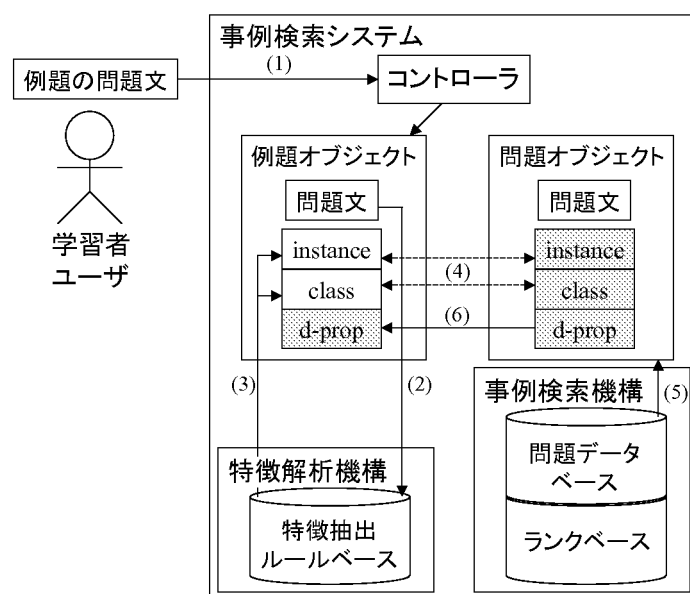 事例検索システム
例題の問題文
(1)
コントローラ
学習者
ユーザ
例題オブジェクト
問題文
instance
class
d-prop
問題オブジェクト
問題文
instance
class
d-prop
(4)
(6)
(3)
(2)
(5)
特徴解析機構
特徴抽出
ルールベース
事例検索機構
問題データ
ベース
ランクベース